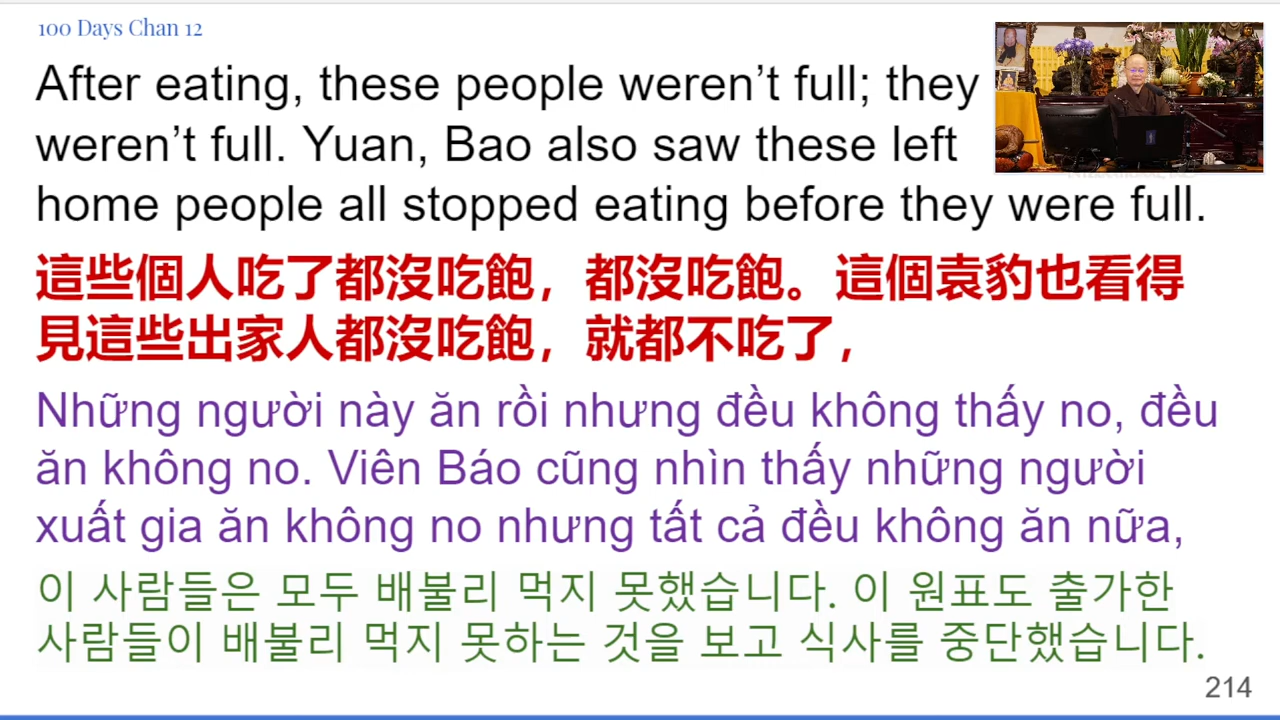 100 Days Chan 12
After eating, these people weren’t full; they
weren’t full. Yuan, Bao also saw these left
home people all stopped eating before they were full.
這些個人吃了都沒吃飽，都沒吃飽。這個袁豹也看得
見這些出家人都沒吃飽，就都不吃了，
Những người này ăn rồi nhưng đều không thấy no, đều
ăn không no. Viên Báo cũng nhìn thấy những người
xuất gia ăn không no nhưng tất cả đều không ăn nữa,
이 사람들은 모두 배불리 먹지 못했습니다. 이 원표도 출가한
사람들이 배불리 먹지 못하는 것을 보고 식사를 중단했습니다.
214